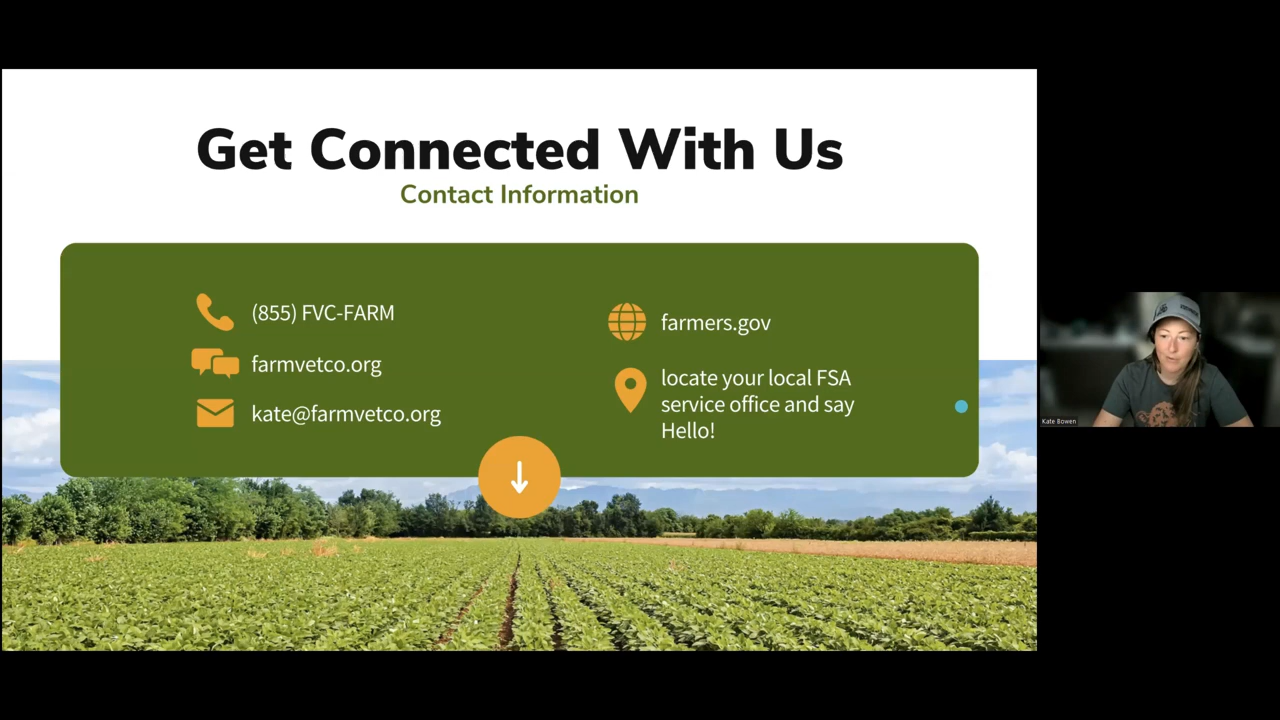 Get Connected With Us
Contact Information
(855) FVC-FARM
farmvetco.org
kate@farmvetco.org
farmers.gov
locate your local FSA
service office and say
Hello!
Kate Bowen